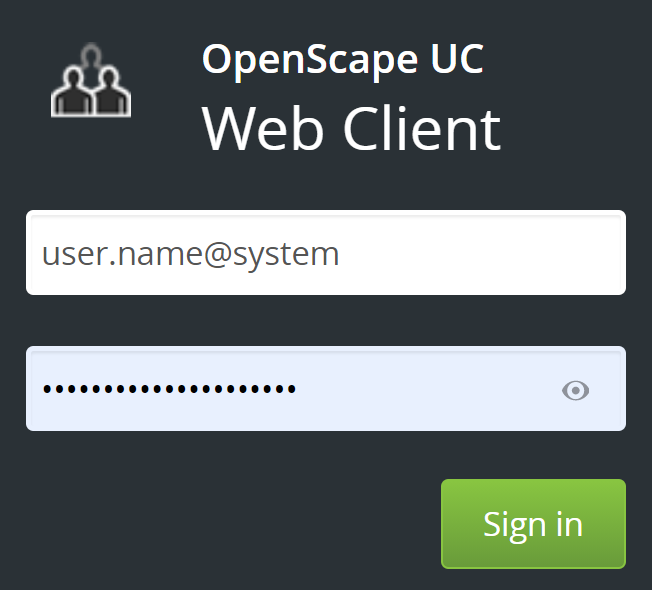 OpenScape UC
Web Client
user.name@system
•••••••••••••••••••••
Sign in